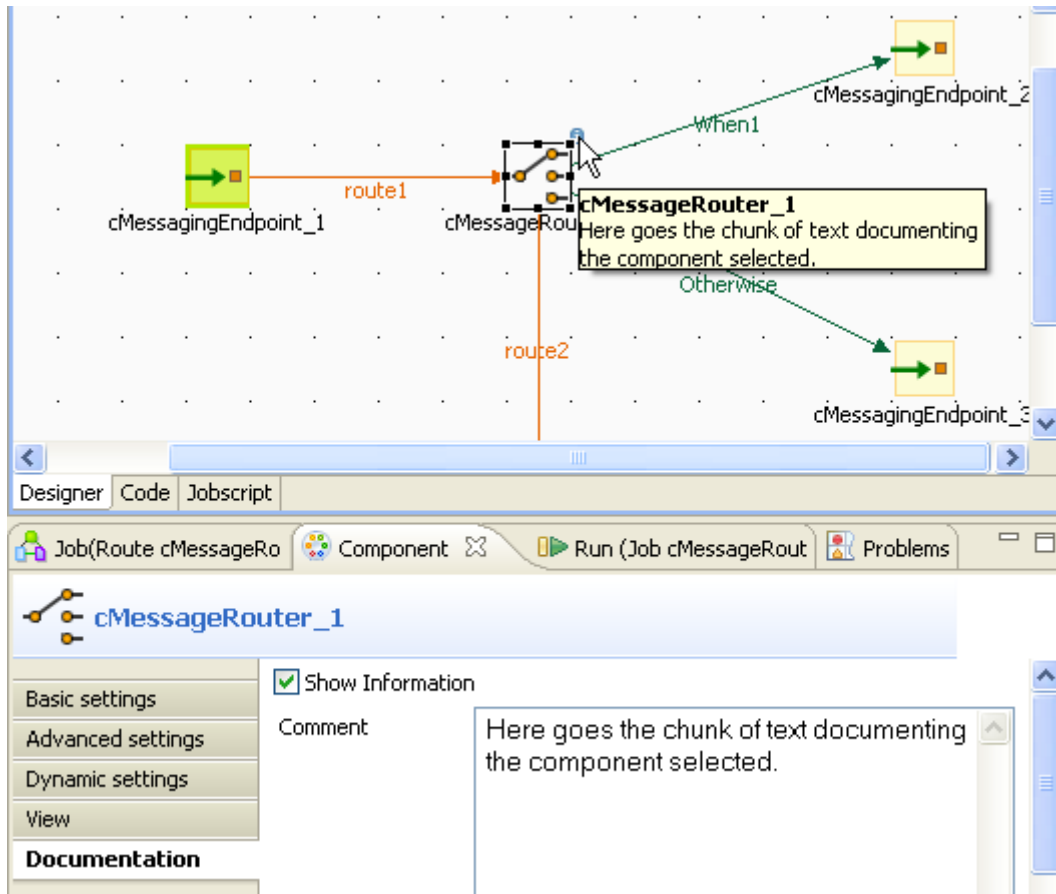 cMessagingEndpoint_2
When1
route1
cMessagingEndpoint_1
cMessageRou
cMessageRouter_1
Here goes the chunk of text documenting
the component selected.
Otherwise
route2
cMessagingEndpoint_3
Designer Code Jobscript
Job(Route cMessageRo Component Run (Job cMessageRout Problems
cMessageRouter_1
Show Information
Basic settings
Comment
Here goes the chunk of text documenting
the component selected.
Advanced settings
Dynamic settings
View
Documentation